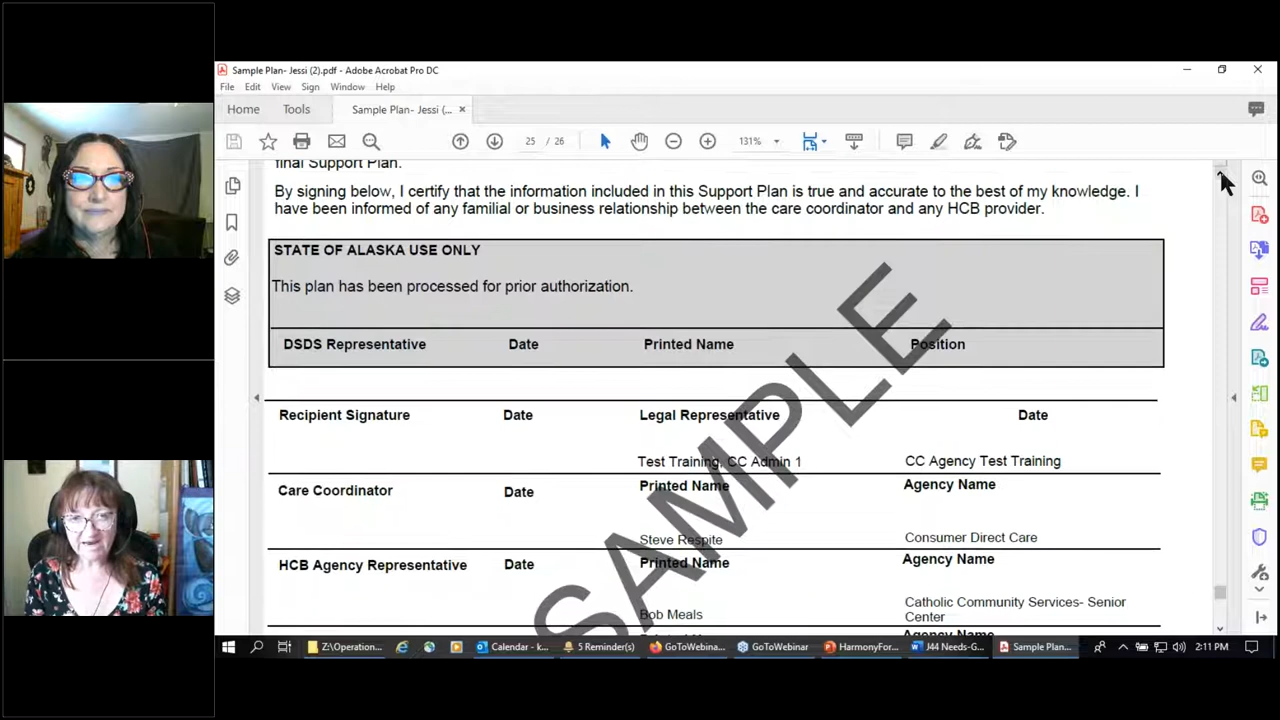 Sample Plan- Jessi (2).pdf - Adobe Acrobat Pro DC
File Edit View Sign Window Help
Home Tools Sample Plan- Jessi (...
25 / 26 131%
final Support Plan.
By signing below, I certify that the information included in this Support Plan is true and accurate to the best of my knowledge. I
have been informed of any familial or business relationship between the care coordinator and any HCB provider.
STATE OF ALASKA USE ONLY
This plan has been processed for prior authorization.
DSDS Representative Date Printed Name Position
Recipient Signature Date Legal Representative Date
Test Training, CC Admin 1 CC Agency Test Training
Care Coordinator Date Printed Name Agency Name
Steve Respite Consumer Direct Care
HCB Agency Representative Date Printed Name Agency Name
Bob Meals Catholic Community Services- Senior
Center
Agency Name
SAMPLE
Z:\Operation... Calendar - k... 5 Reminder(s) GoToWebina... GoToWebinar HarmonyFor... J44 Needs-G... Sample Plan... 2:11 PM